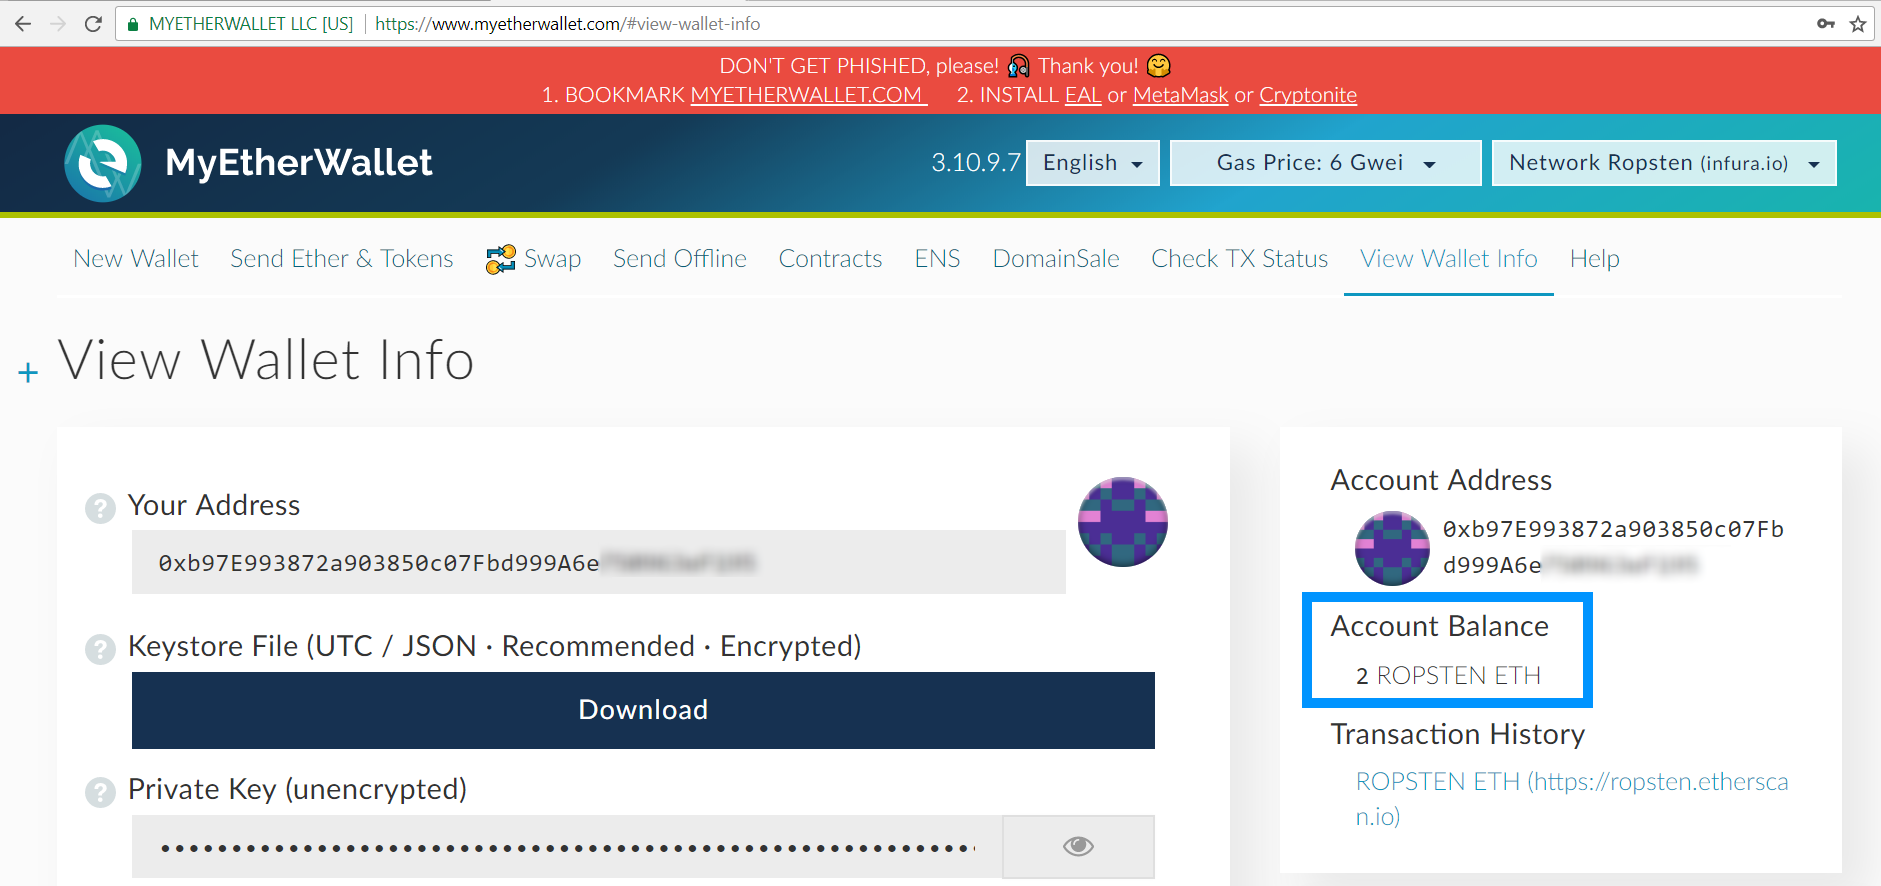 MYETHERWALLET LLC [US] https://www.myetherwallet.com/#view-wallet-info
DON'T GET PHISHED, please! Thank you!
1. BOOKMARK MYETHERWALLET.COM 2. INSTALL EAL or MetaMask or Cryptonite
MyEtherWallet 3.10.9.7 English Gas Price: 6 Gwei Network Ropsten (infura.io)
New Wallet Send Ether & Tokens Swap Send Offline Contracts ENS DomainSale Check TX Status View Wallet Info Help
+ View Wallet Info
? Your Address
0xb97E993872a903850c07Fbd999A6e
? Keystore File (UTC / JSON · Recommended · Encrypted)
Download
? Private Key (unencrypted)
Account Address
0xb97E993872a903850c07Fb
d999A6e
Account Balance
2 ROPSTEN ETH
Transaction History
ROPSTEN ETH (https://ropsten.ethersca
n.io)